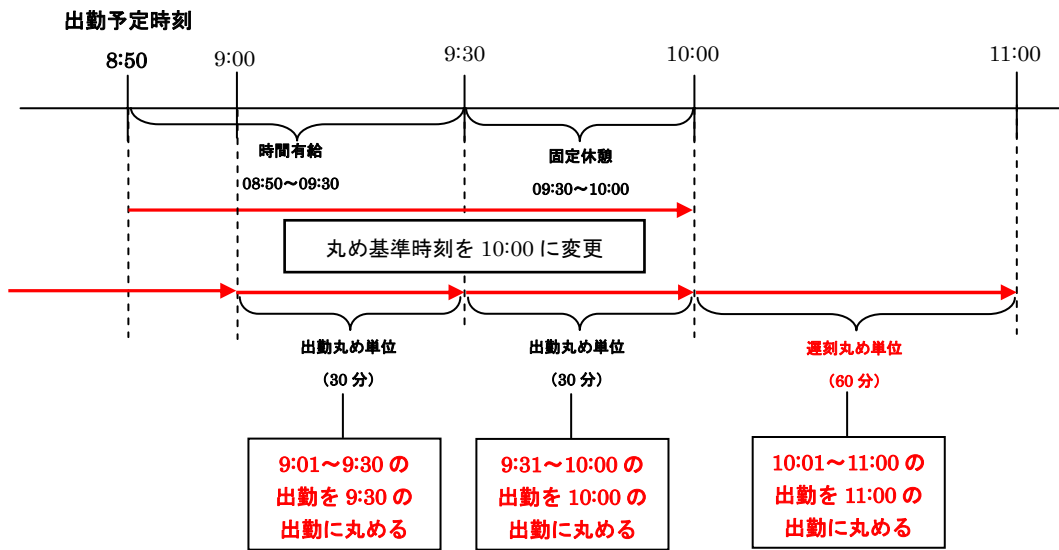 出勤予定時刻
8:50
9:00
9:30
10:00
11:00
時間有給
08:50～09:30
固定休憩
09:30～10:00
丸め基準時刻を 10:00 に変更
出勤丸め単位
（30 分）
出勤丸め単位
（30 分）
遅刻丸め単位
（60 分）
9:01～9:30 の
出勤を 9:30 の
出勤に丸める
9:31～10:00 の
出勤を 10:00 の
出勤に丸める
10:01～11:00 の
出勤を 11:00 の
出勤に丸める